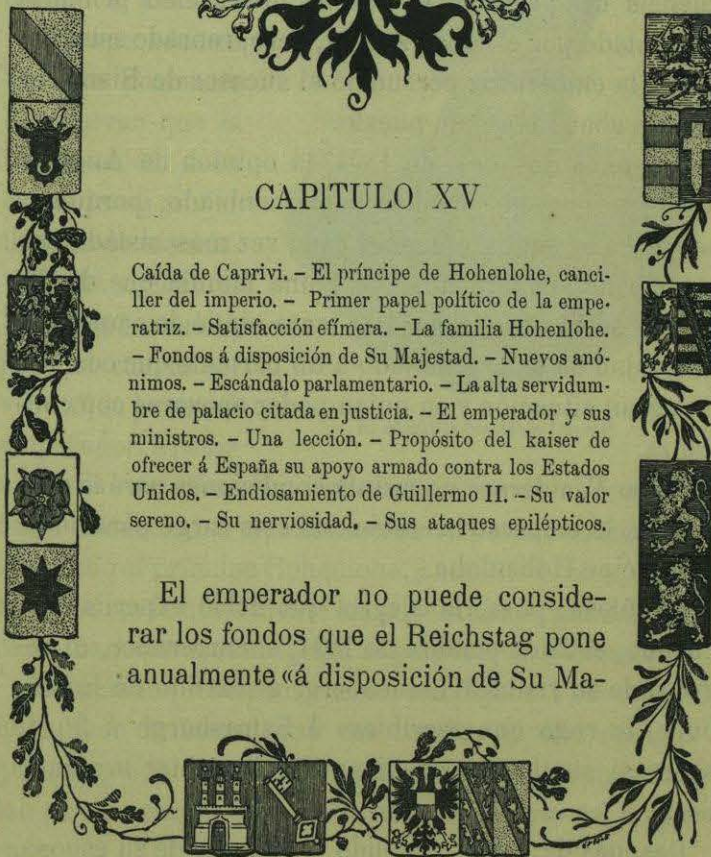 CAPITULO XV
Caída de Caprivi. – El príncipe de Hohenlohe, canci-
ller del imperio. – Primer papel político de la empe-
ratriz. – Satisfacción efímera. – La familia Hohenlohe.
– Fondos á disposición de Su Majestad. – Nuevos anó-
nimos. – Escándalo parlamentario. – La alta servidum-
bre de palacio citada en justicia. – El emperador y sus
ministros. – Una lección. – Propósito del kaiser de
ofrecer á España su apoyo armado contra los Estados
Unidos. – Endiosamiento de Guillermo II. – Su valor
sereno. – Su nerviosidad. – Sus ataques epilépticos.
El emperador no puede conside-
rar los fondos que el Reichstag pone
anualmente «á disposición de Su Ma-